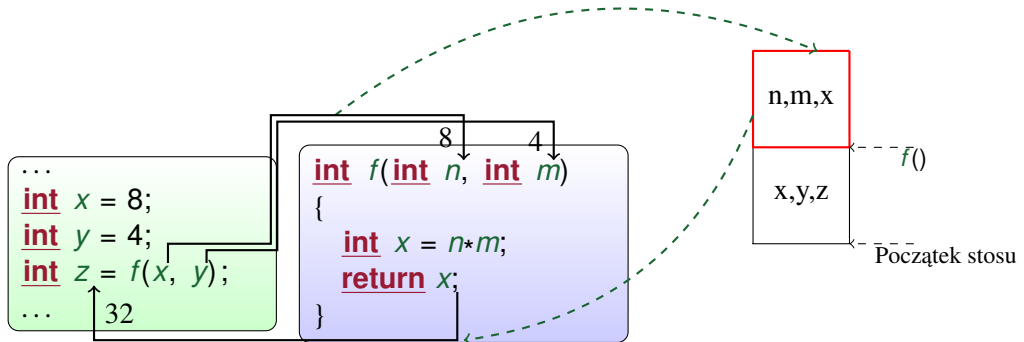 ...
int x = 8;
int y = 4;
int z = f(x, y);
...
32
8
4
int f(int n, int m)
{
int x = n*m;
return x;
}
n,m,x
f()
x,y,z
Początek stosu